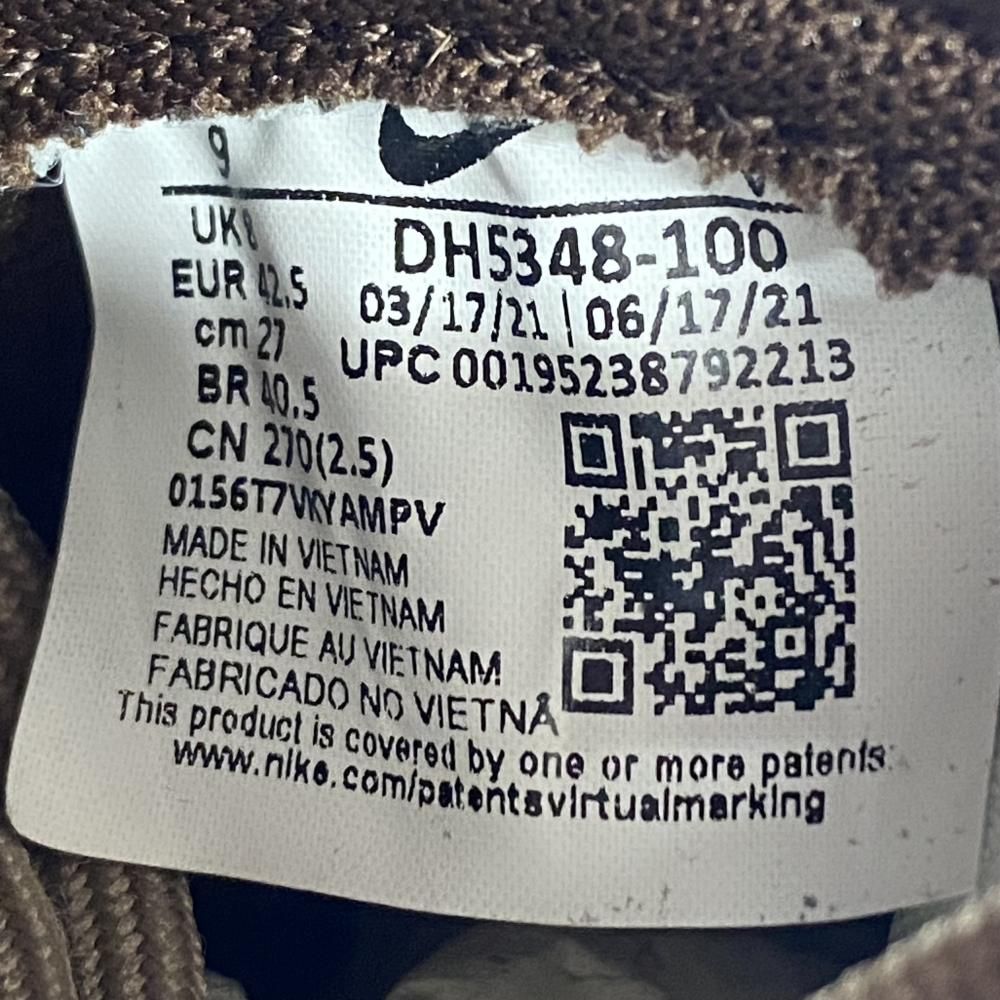 9
UK 8
DH5348-100
EUR 42.5
03/17/21 | 06/17/21
cm 27
UPC 00195238792213
BR 40.5
CN 270(2.5)
0156T7VKYAMPV
MADE IN VIETNAM
HECHO EN VIETNAM
FABRIQUE AU VIETNAM
FABRICADO NO VIETNÃ
This product is covered by one or more patents:
www.nike.com/patentsvirtualmarking